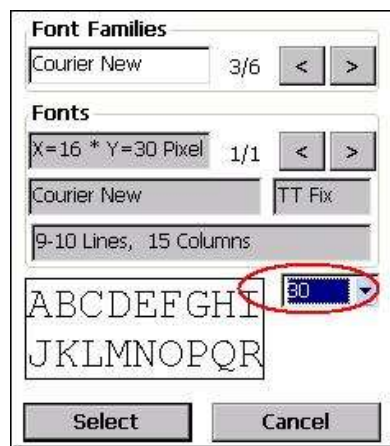 Font Families
Courier New 3/6 < >
Fonts
X=16 * Y=30 Pixel 1/1 < >
Courier New TT Fix
9-10 Lines, 15 Columns
30
ABCDEFGHI
JKLMNOPQR
Select Cancel